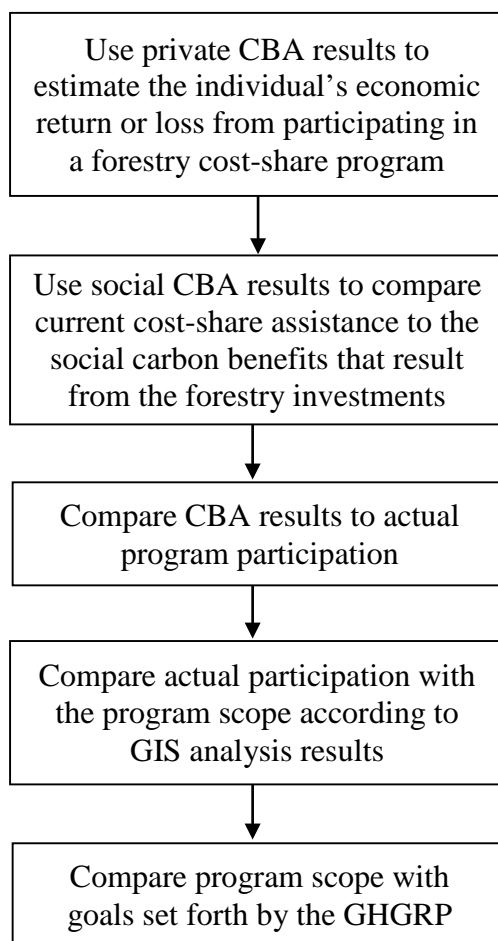 Use private CBA results to
estimate the individual’s economic
return or loss from participating in
a forestry cost-share program
Use social CBA results to compare
current cost-share assistance to the
social carbon benefits that result
from the forestry investments
Compare CBA results to actual
program participation
Compare actual participation with
the program scope according to
GIS analysis results
Compare program scope with
goals set forth by the GHGRP